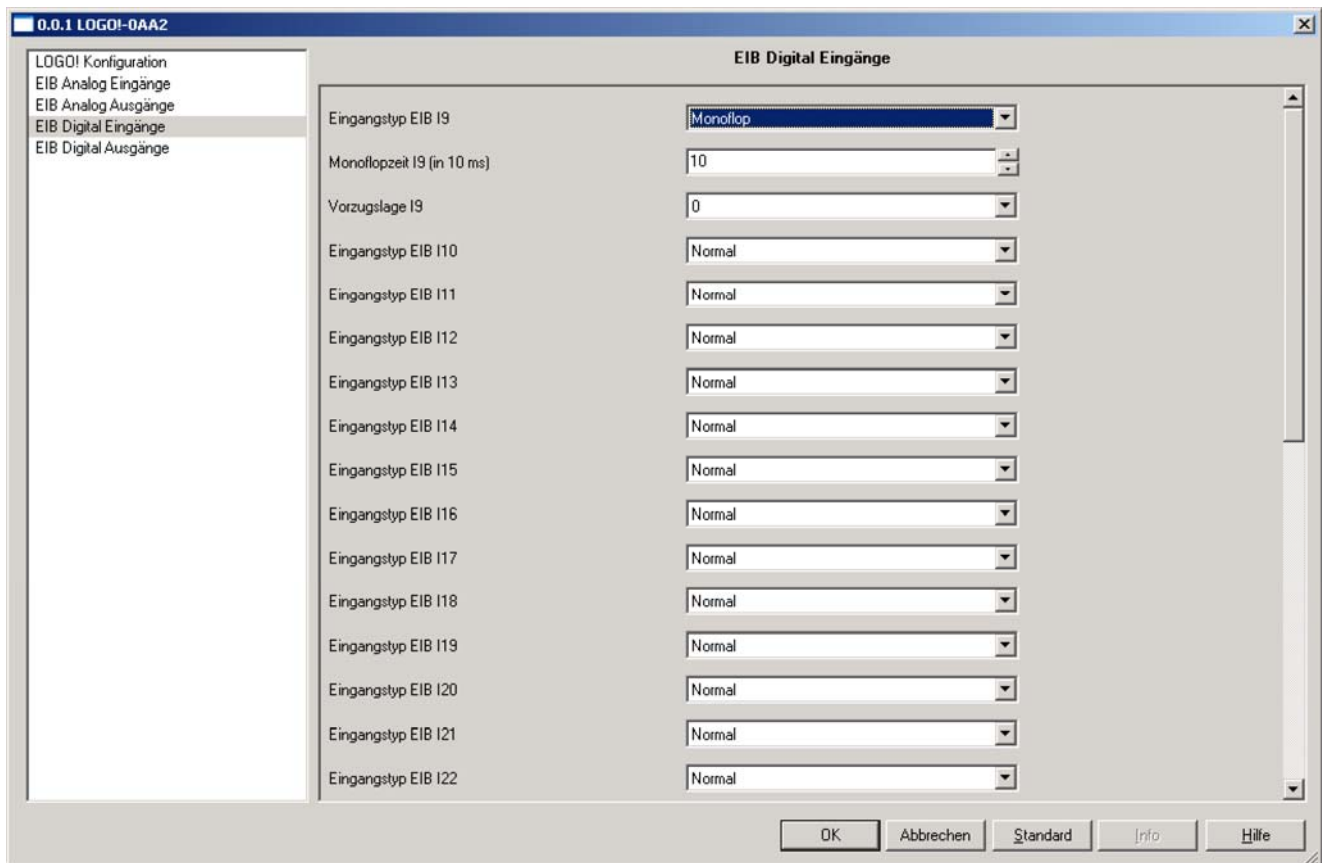 0.0.1 LOGO!-0AA2
LOGO! Konfiguration
EIB Analog Eingänge
EIB Analog Ausgänge
EIB Digital Eingänge
EIB Digital Ausgänge
EIB Digital Eingänge
Eingangstyp EIB I9 Monoflop
Monoflopzeit I9 (in 10 ms) 10
Vorzugslage I9 0
Eingangstyp EIB I10 Normal
Eingangstyp EIB I11 Normal
Eingangstyp EIB I12 Normal
Eingangstyp EIB I13 Normal
Eingangstyp EIB I14 Normal
Eingangstyp EIB I15 Normal
Eingangstyp EIB I16 Normal
Eingangstyp EIB I17 Normal
Eingangstyp EIB I18 Normal
Eingangstyp EIB I19 Normal
Eingangstyp EIB I20 Normal
Eingangstyp EIB I21 Normal
Eingangstyp EIB I22 Normal
OK Abbrechen Standard Info Hilfe